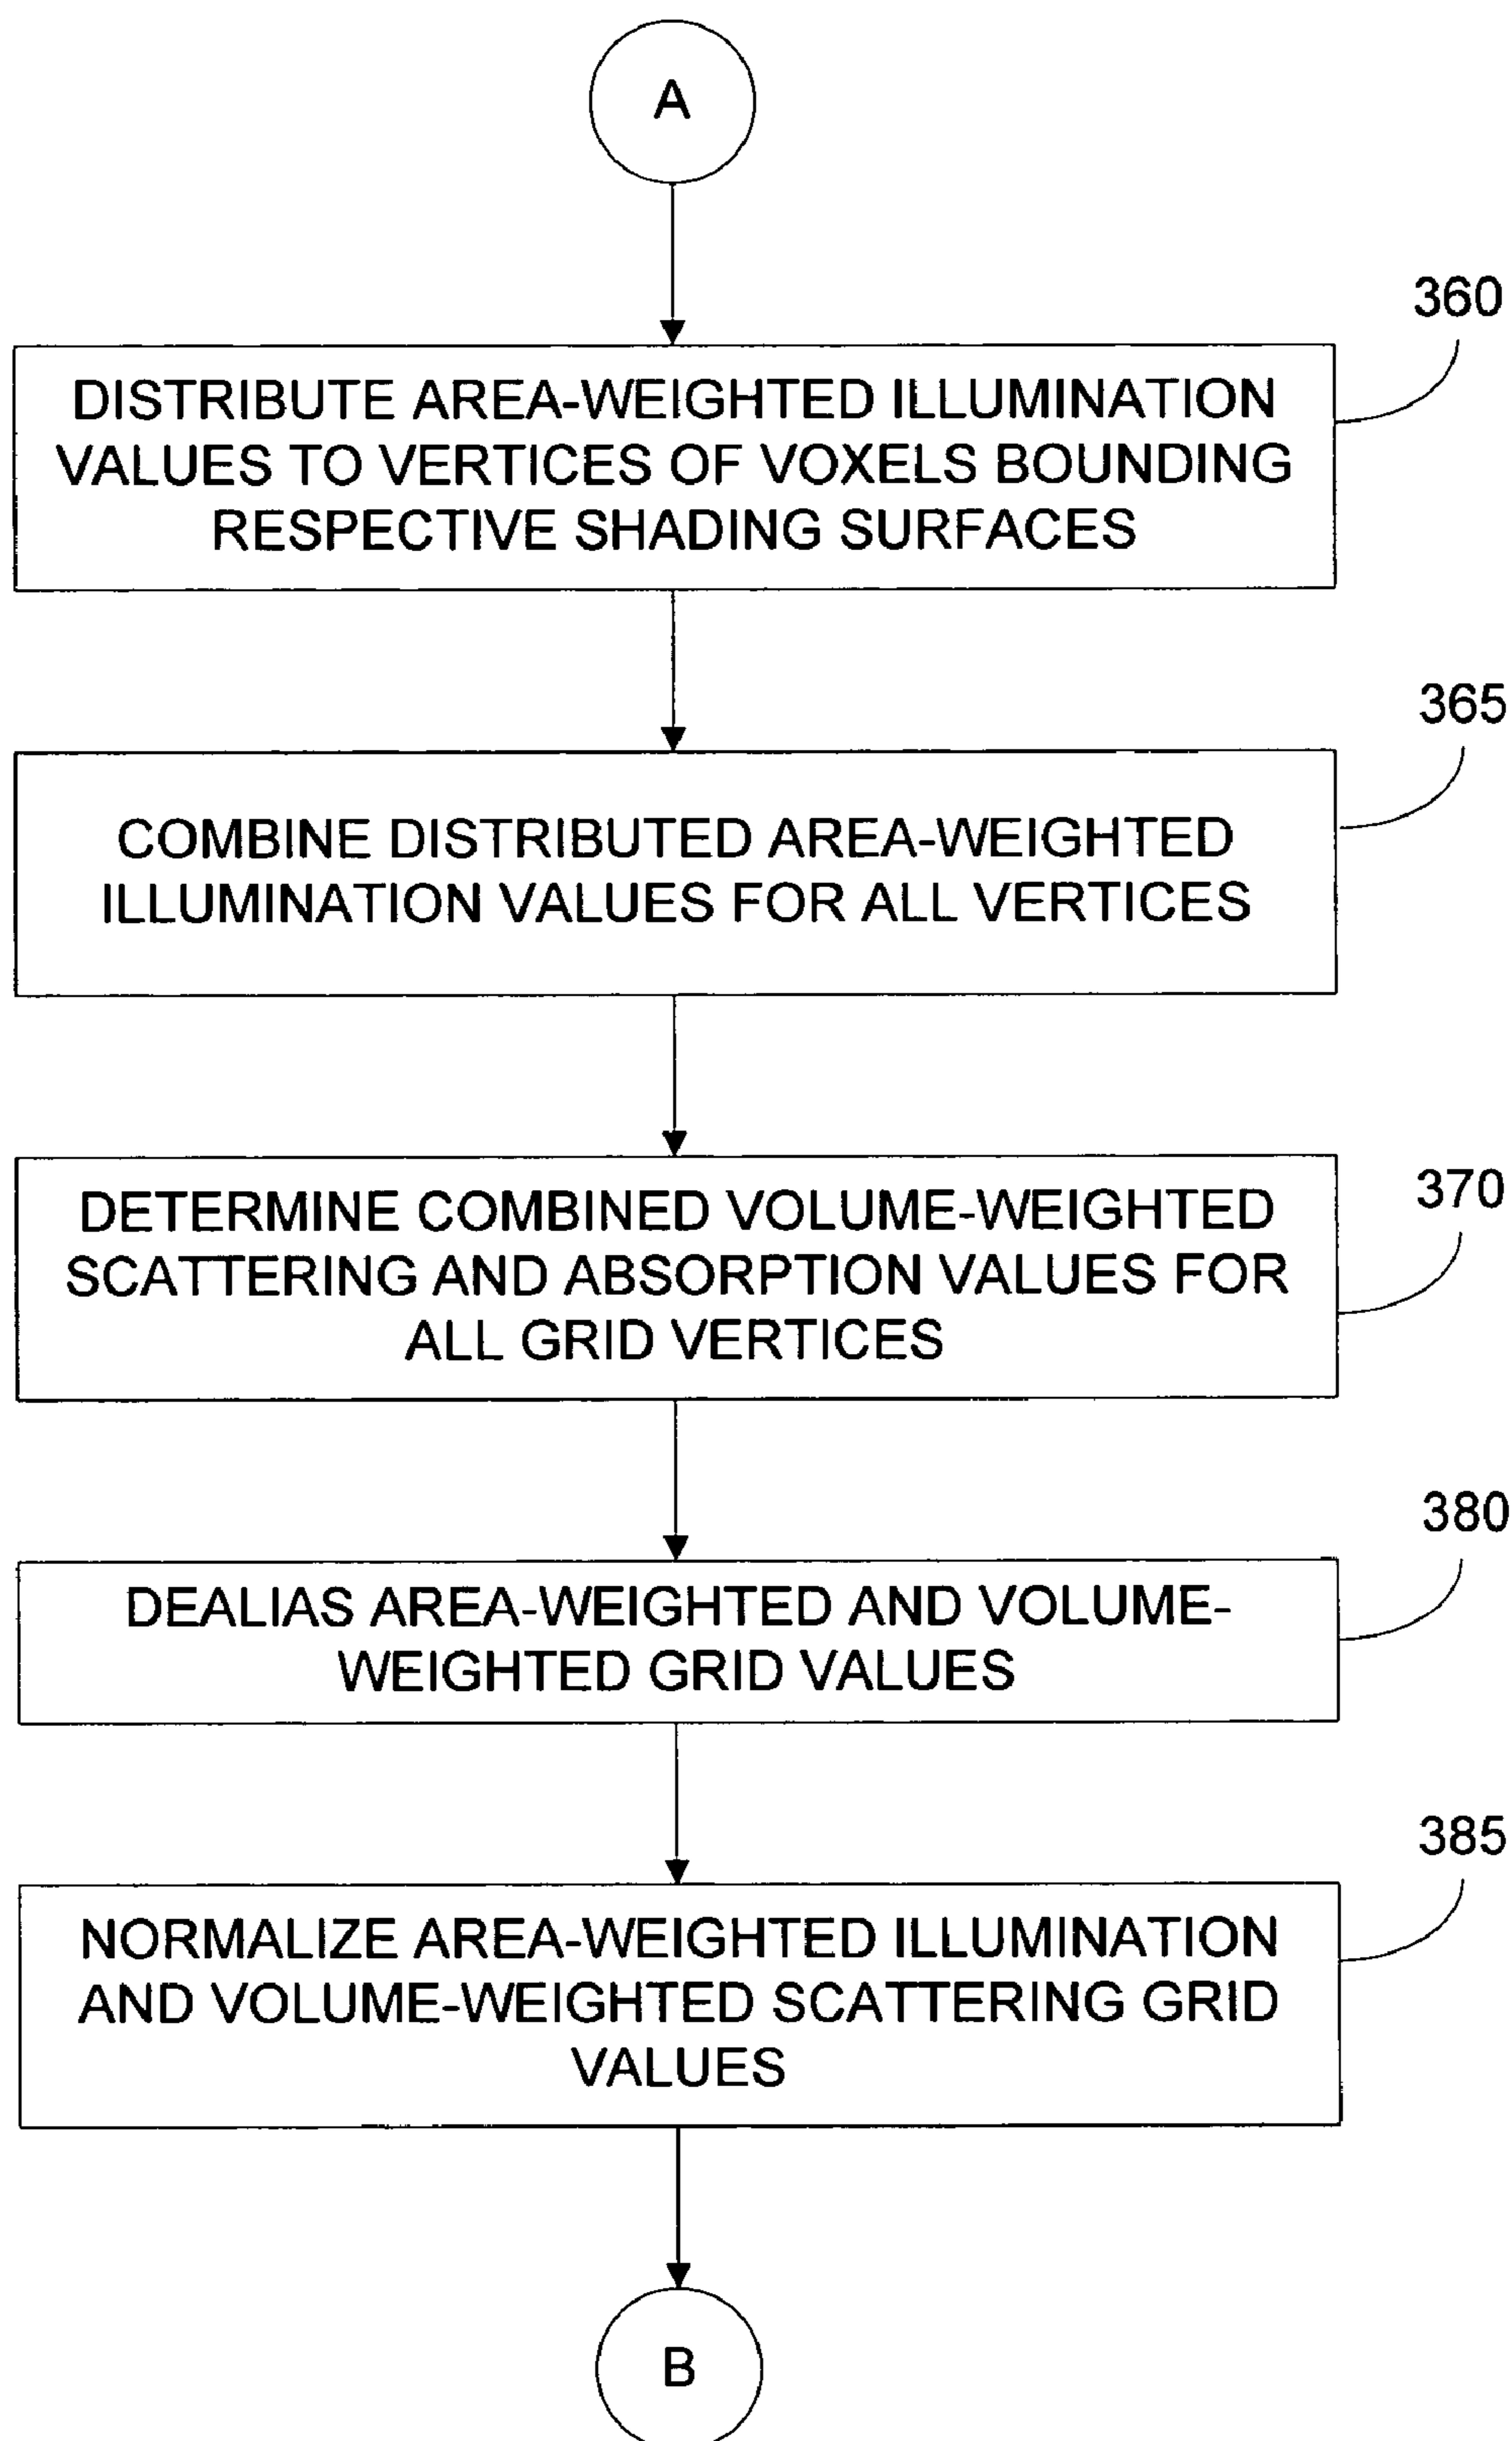 A
360
DISTRIBUTE AREA-WEIGHTED ILLUMINATION
VALUES TO VERTICES OF VOXELS BOUNDING
RESPECTIVE SHADING SURFACES
365
COMBINE DISTRIBUTED AREA-WEIGHTED
ILLUMINATION VALUES FOR ALL VERTICES
370
DETERMINE COMBINED VOLUME-WEIGHTED
SCATTERING AND ABSORPTION VALUES FOR
ALL GRID VERTICES
380
DEALIAS AREA-WEIGHTED AND VOLUME-
WEIGHTED GRID VALUES
385
NORMALIZE AREA-WEIGHTED ILLUMINATION
AND VOLUME-WEIGHTED SCATTERING GRID
VALUES
B